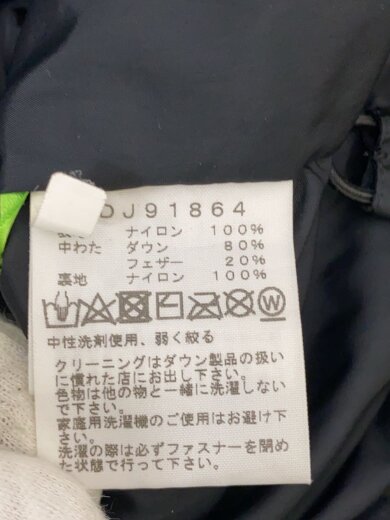 DJ91864
ナイロン 100%
中わた ダウン 80%
フェザー 20%
裏地 ナイロン 100%
W
中性洗剤使用、弱く絞る
クリーニングはダウン製品の扱い
に慣れた店にお出し下さい。
色物は他の物と一緒に洗濯しない
で下さい。
家庭用洗濯機のご使用はお避け下
さい。
洗濯の際は必ずファスナーを閉め
た状態で行って下さい。